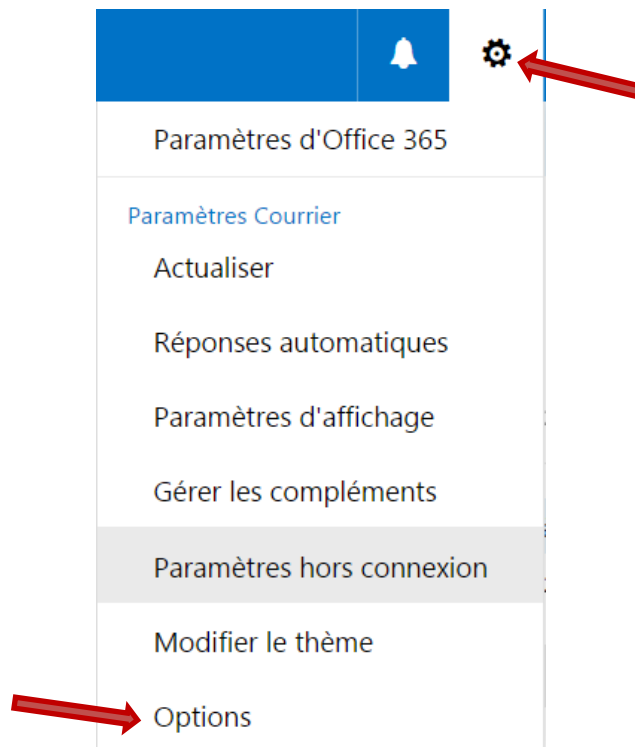 Paramètres d'Office 365
Paramètres Courrier
Actualiser
Réponses automatiques
Paramètres d'affichage
Gérer les compléments
Paramètres hors connexion
Modifier le thème
Options